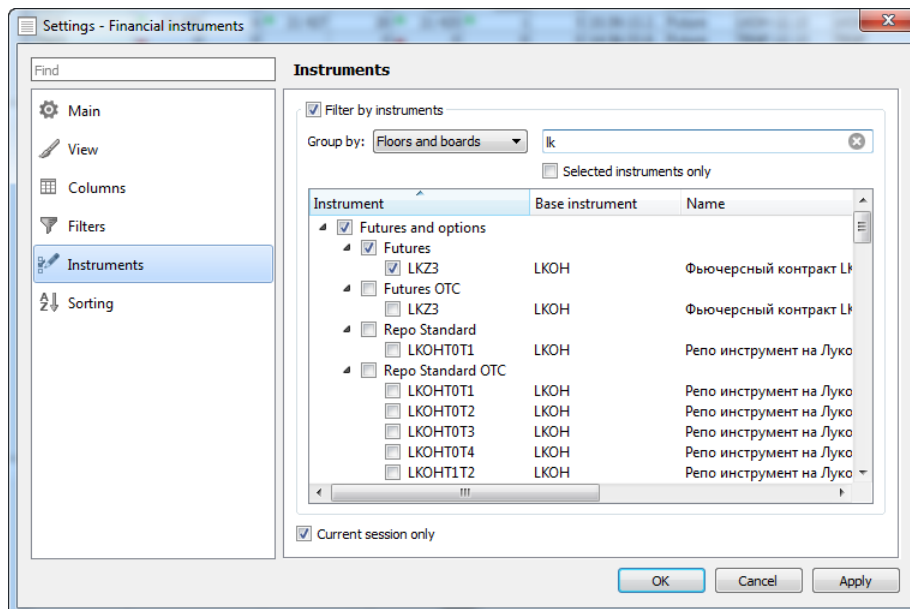 Settings - Financial instruments
Find
Main
View
Columns
Filters
Instruments
Sorting
Instruments
Filter by instruments
Group by: Floors and boards lk
Selected instruments only
Instrument Base instrument Name
Futures and options
Futures
LKZ3 LKOH Фьючерсный контракт LK
Futures OTC
LKZ3 LKOH Фьючерсный контракт LK
Repo Standard
LKOHT0T1 LKOH Репо инструмент на Луко
Repo Standard OTC
LKOHT0T1 LKOH Репо инструмент на Луко
LKOHT0T2 LKOH Репо инструмент на Луко
LKOHT0T3 LKOH Репо инструмент на Луко
LKOHT0T4 LKOH Репо инструмент на Луко
LKOHT1T2 LKOH Репо инструмент на Луко
Current session only
OK Cancel Apply